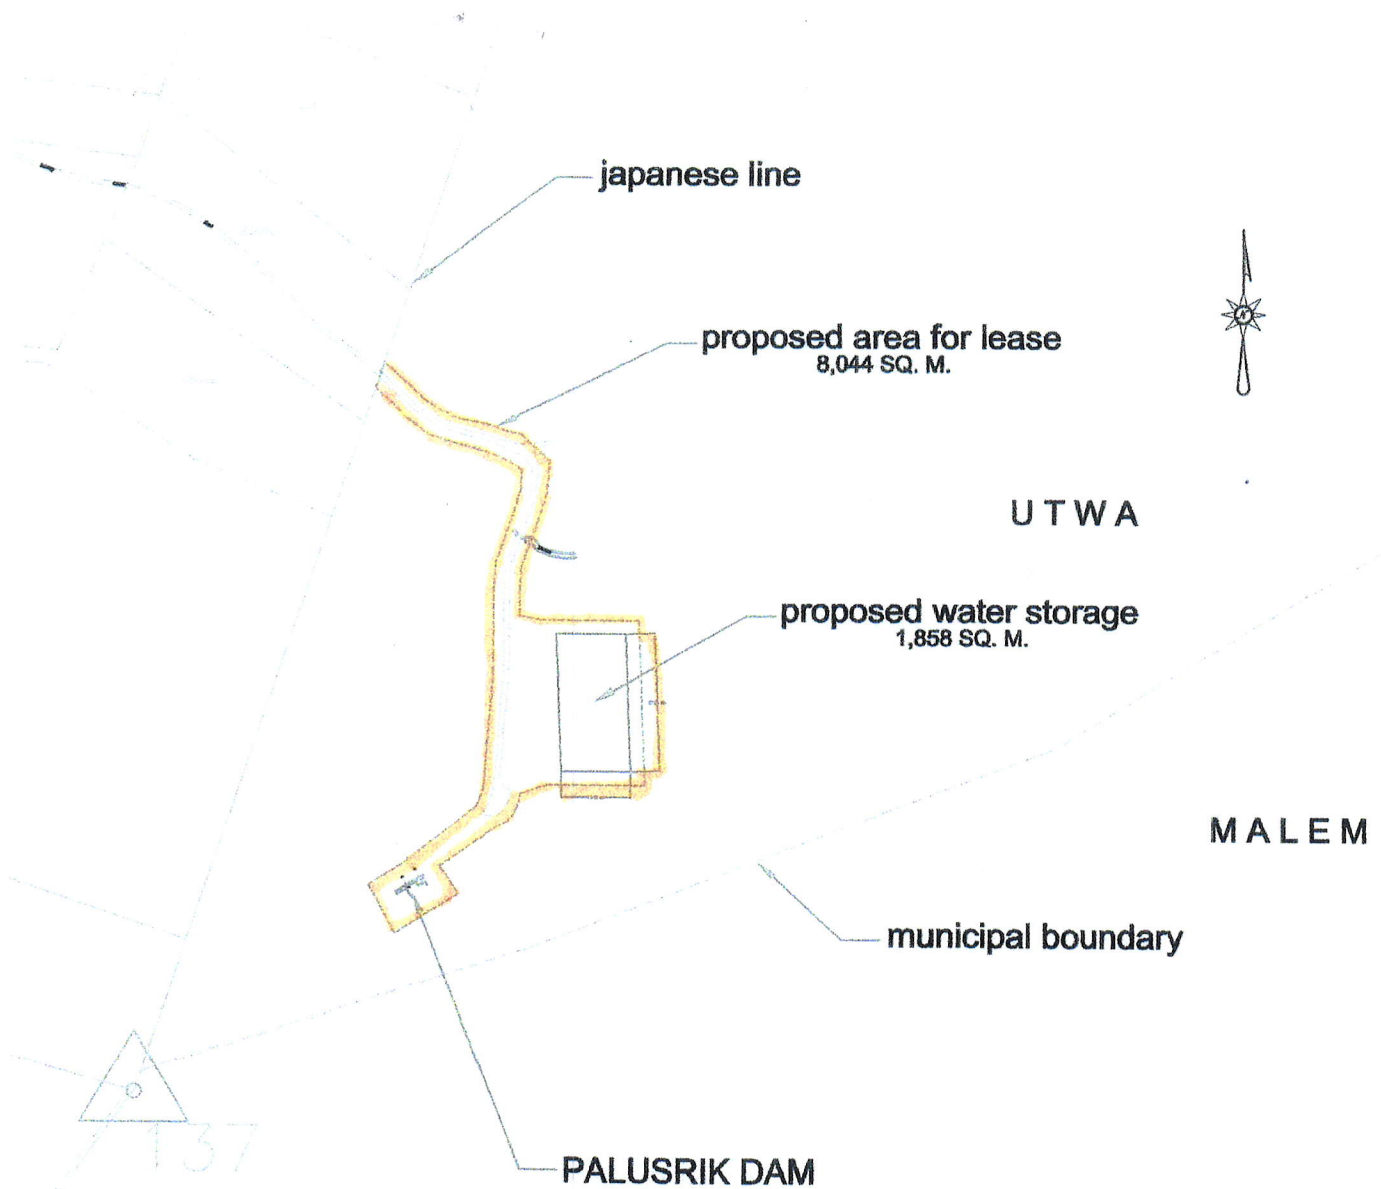 japanese line
proposed area for lease
8,044 SQ. M.
N
UTWA
proposed water storage
1,858 SQ. M.
MALEM
municipal boundary
137
PALUSRIK DAM